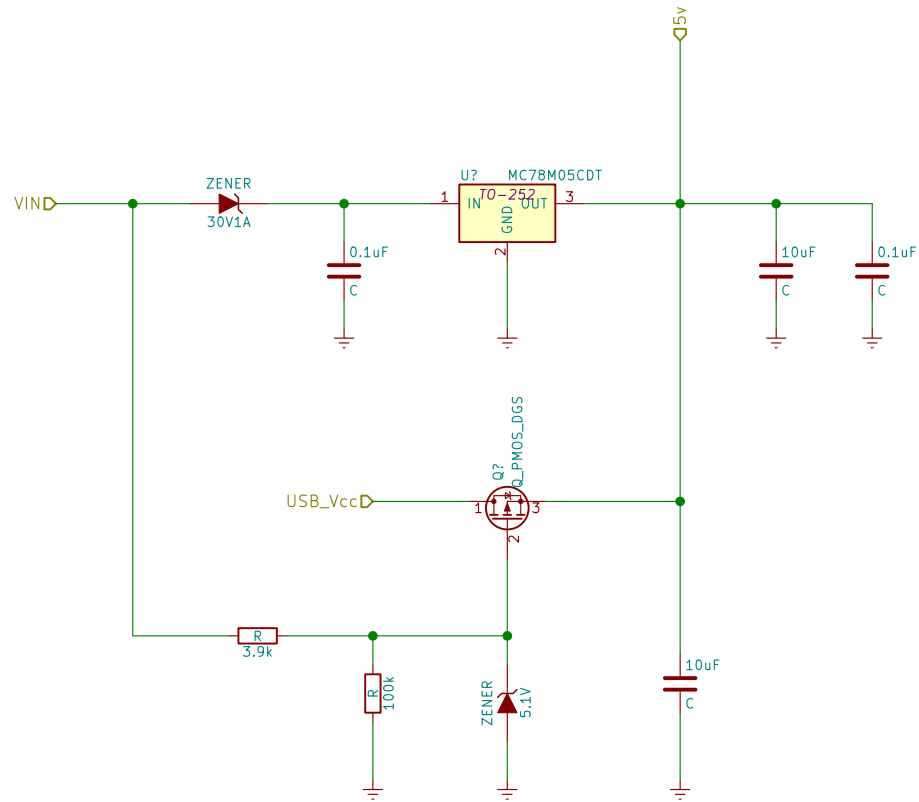 5v
ZENER
U?
MC78M05CDT
VIN
30V1A
1
TO-252
IN
OUT
3
GND
2
0.1uF
C
10uF
C
0.1uF
C
Q_PMOS_DGS
Q?
USB_Vcc
1
3
2
R
3.9k
R
100k
ZENER
5.1V
10uF
C